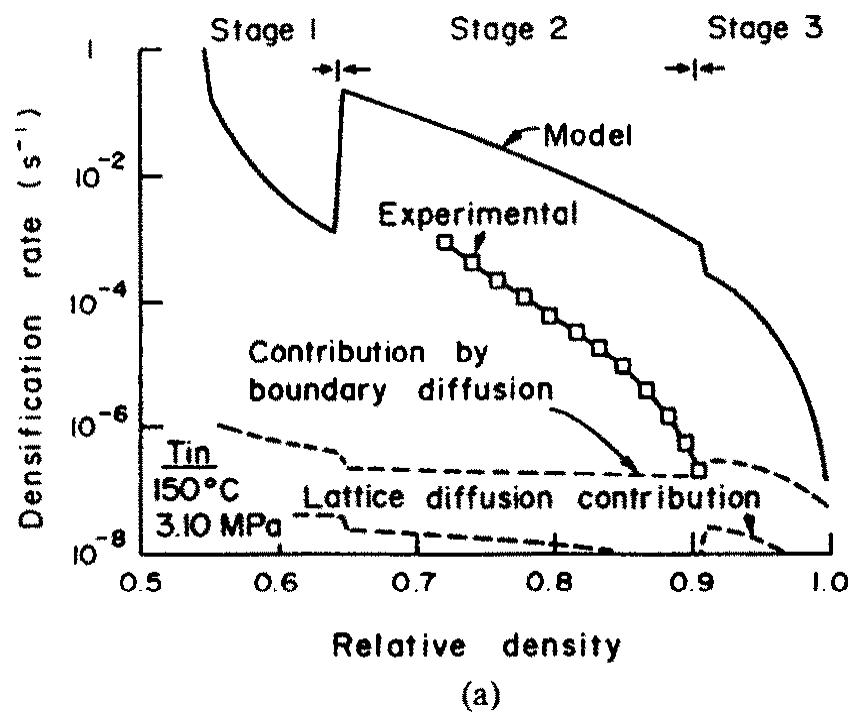 Stage 1 Stage 2 Stage 3
1
Model
10⁻²
Experimental
10⁻⁴
Contribution by
boundary diffusion
10⁻⁶
Tin
150°C
Lattice diffusion contribution
3.10 MPa
10⁻⁸
0.5 0.6 0.7 0.8 0.9 1.0
Densification rate (s⁻¹)
Relative density
(a)